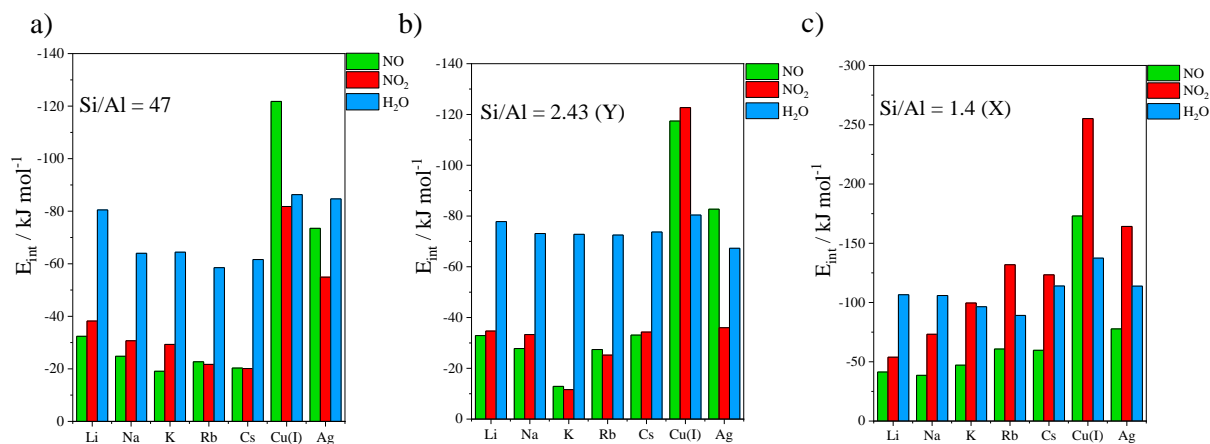 a)
E_int / kJ mol⁻¹
-140
-120
-100
-80
-60
-40
-20
0
Si/Al = 47
NO
NO₂
H₂O
Li Na K Rb Cs Cu(I) Ag
b)
E_int / kJ mol⁻¹
-140
-120
-100
-80
-60
-40
-20
0
Si/Al = 2.43 (Y)
NO
NO₂
H₂O
Li Na K Rb Cs Cu(I) Ag
c)
E_int / kJ mol⁻¹
-300
-250
-200
-150
-100
-50
0
Si/Al = 1.4 (X)
NO
NO₂
H₂O
Li Na K Rb Cs Cu(I) Ag